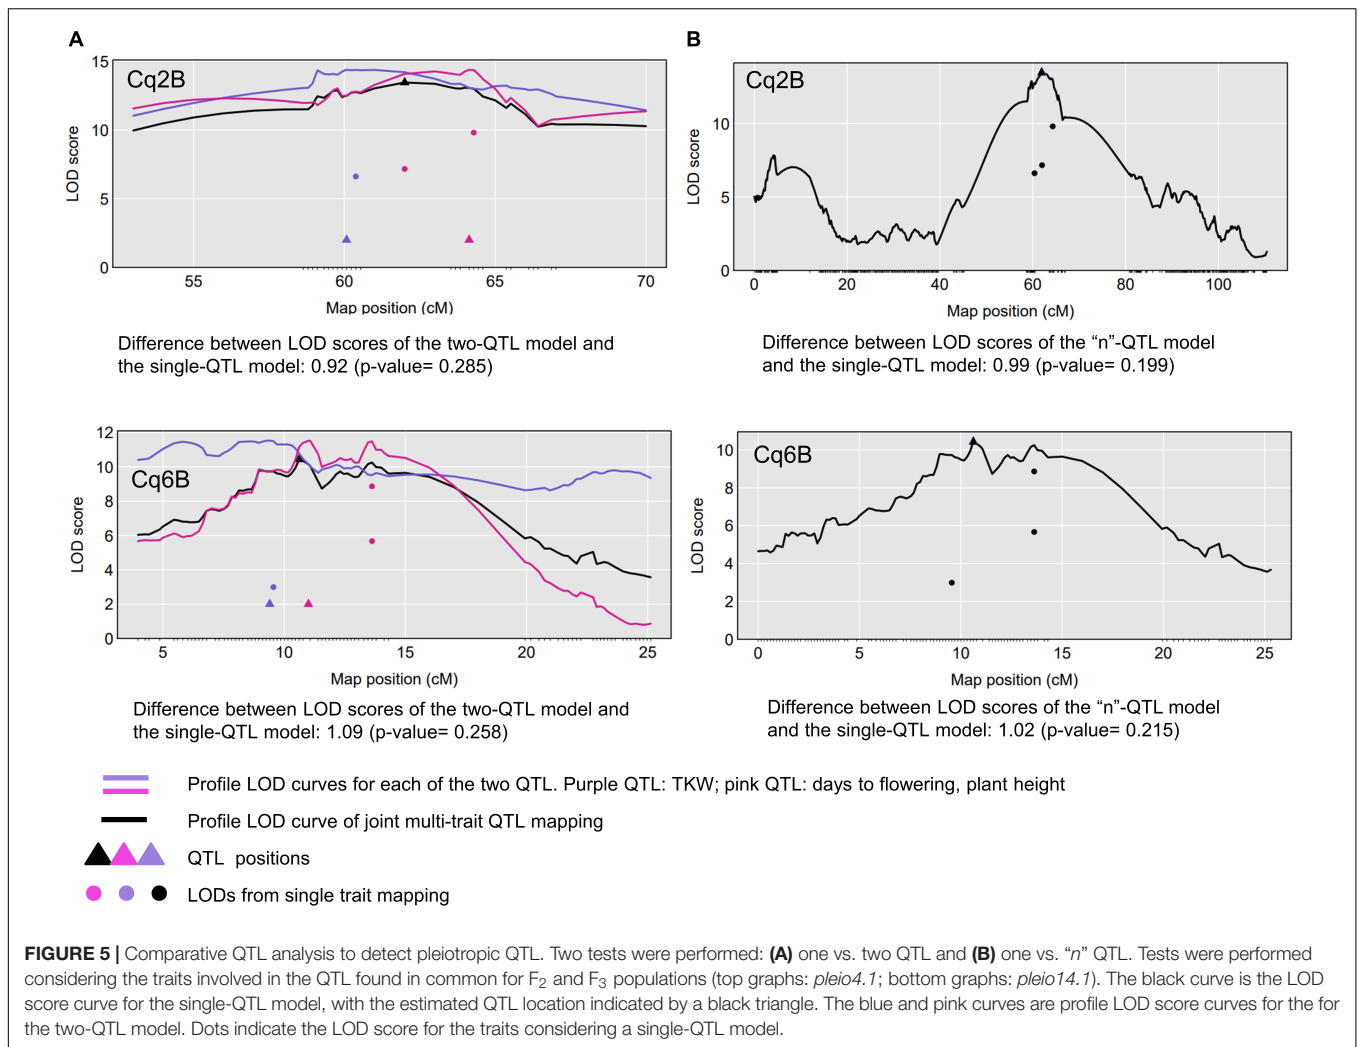 A
B
15
10
5
0
LOD score
Cq2B
55 60 65 70
Map position (cM)
10
5
0
LOD score
Cq2B
0 20 40 60 80 100
Map position (cM)
Difference between LOD scores of the two-QTL model and
the single-QTL model: 0.92 (p-value= 0.285)
Difference between LOD scores of the “n”-QTL model
and the single-QTL model: 0.99 (p-value= 0.199)
12
10
8
6
4
2
0
LOD score
Cq6B
5 10 15 20 25
Map position (cM)
10
8
6
4
2
0
LOD score
Cq6B
0 5 10 15 20 25
Map position (cM)
Difference between LOD scores of the two-QTL model and
the single-QTL model: 1.09 (p-value= 0.258)
Difference between LOD scores of the “n”-QTL model
and the single-QTL model: 1.02 (p-value= 0.215)
Profile LOD curves for each of the two QTL. Purple QTL: TKW; pink QTL: days to flowering, plant height
Profile LOD curve of joint multi-trait QTL mapping
QTL positions
LODs from single trait mapping
FIGURE 5 | Comparative QTL analysis to detect pleiotropic QTL. Two tests were performed: (A) one vs. two QTL and (B) one vs. “n” QTL. Tests were performed
considering the traits involved in the QTL found in common for F2 and F3 populations (top graphs: pleio4.1; bottom graphs: pleio14.1). The black curve is the LOD
score curve for the single-QTL model, with the estimated QTL location indicated by a black triangle. The blue and pink curves are profile LOD score curves for the for
the two-QTL model. Dots indicate the LOD score for the traits considering a single-QTL model.